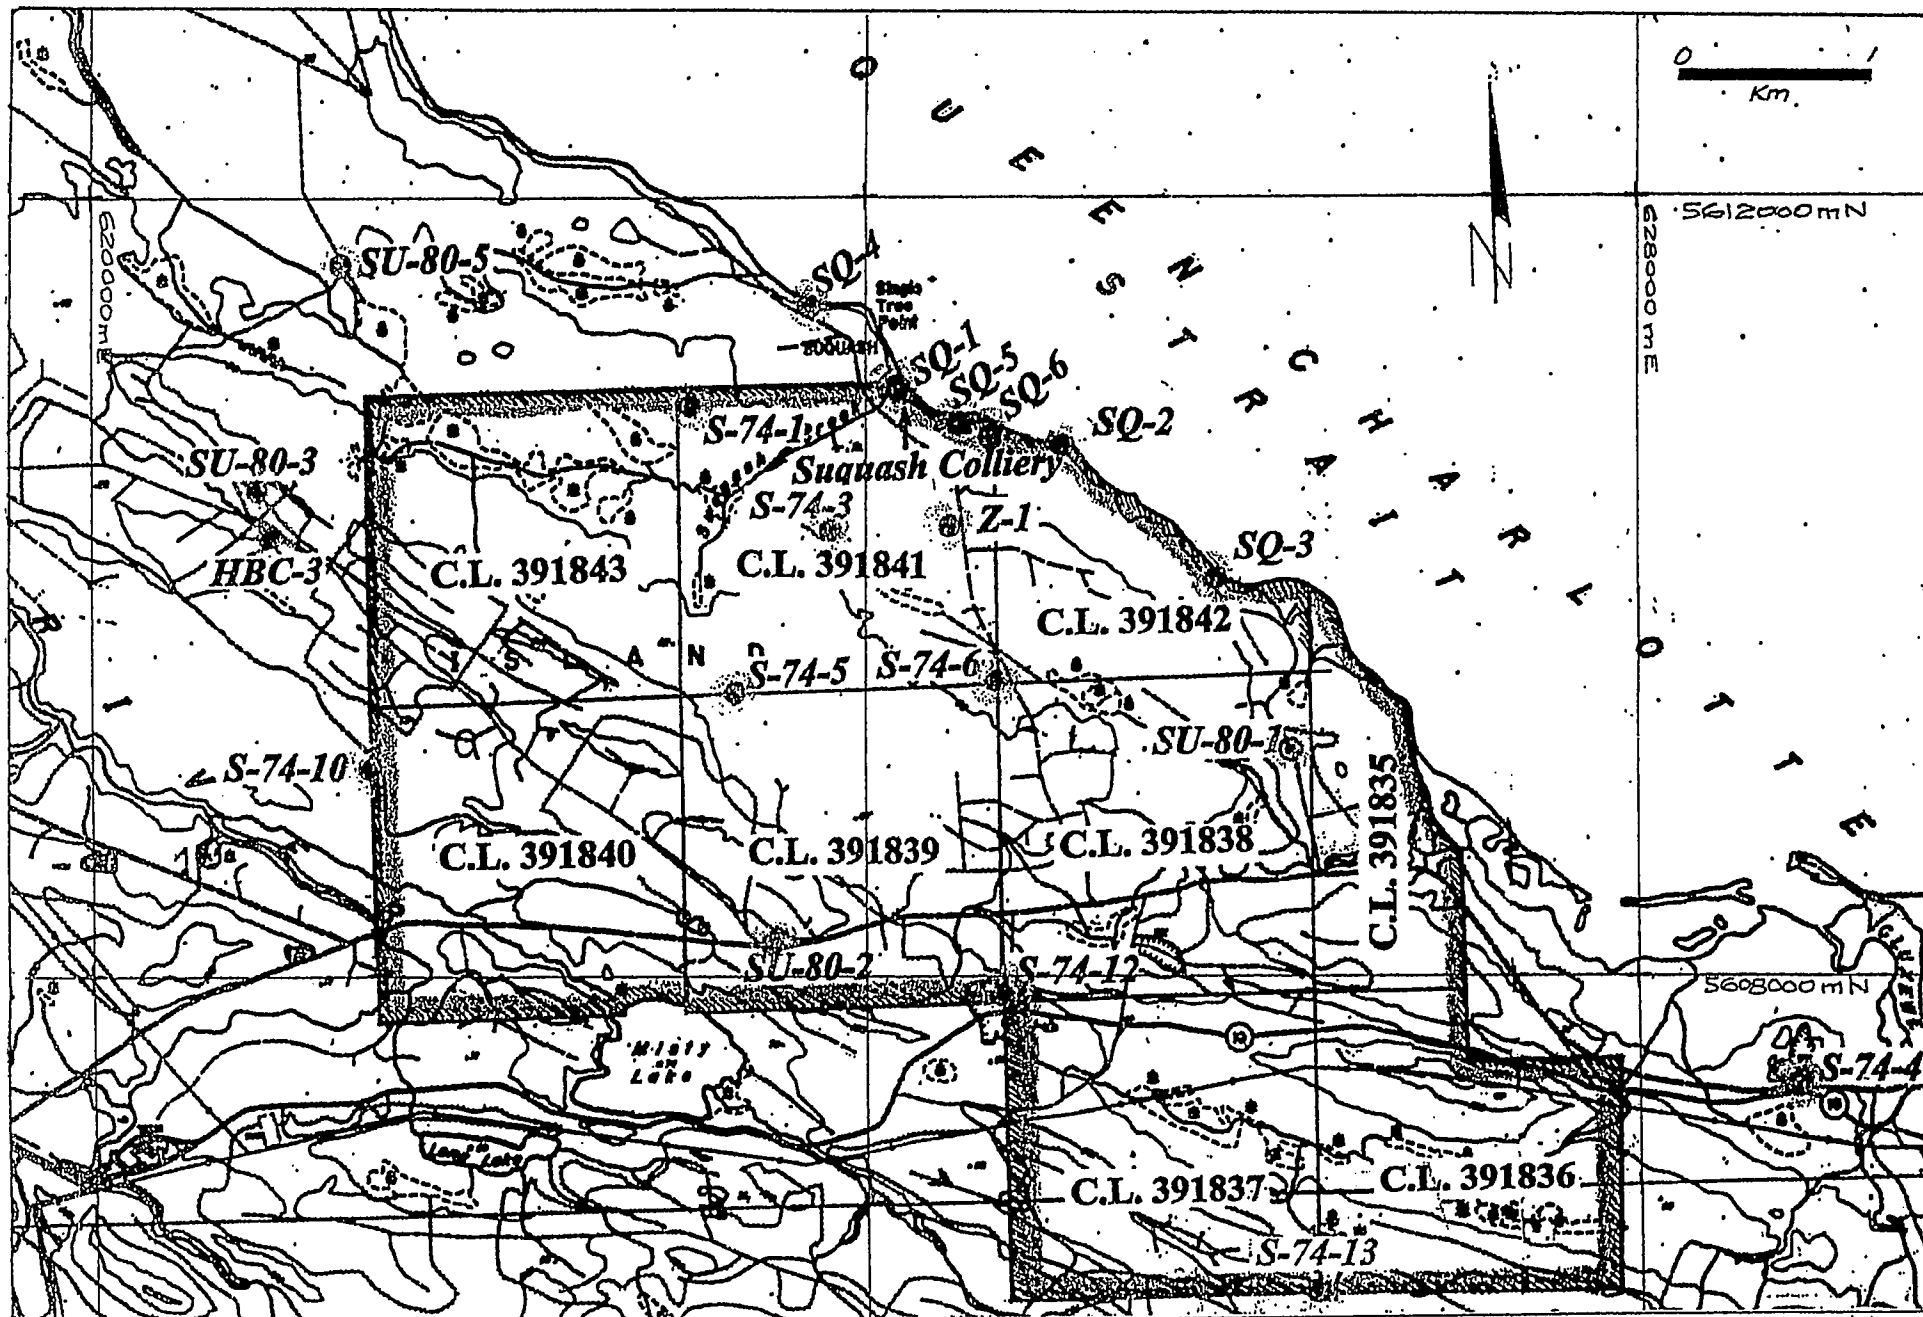 0 1
Km.
QUEEN CHARLOTTE
STRAIT
5612000mN
620000mE
628000mE
SU-80-5
SQ-4
Single
Tree
Point
SUQUASH
SQ-1
SQ-5
SQ-6
SQ-2
S-74-1
Suquash Colliery
SU-80-3
S-74-3
Z-1
SQ-3
HBC-3
C.L. 391843
C.L. 391841
C.L. 391842
I S L A N D
S-74-5
S-74-6
SU-80-1
S-74-10
C.L. 391835
C.L. 391840
C.L. 391839
C.L. 391838
SU-80-2
S-74-12
5608000mN
N
19
Misty
Lake
S-74-4
19
C.L. 391837
C.L. 391836
S-74-13